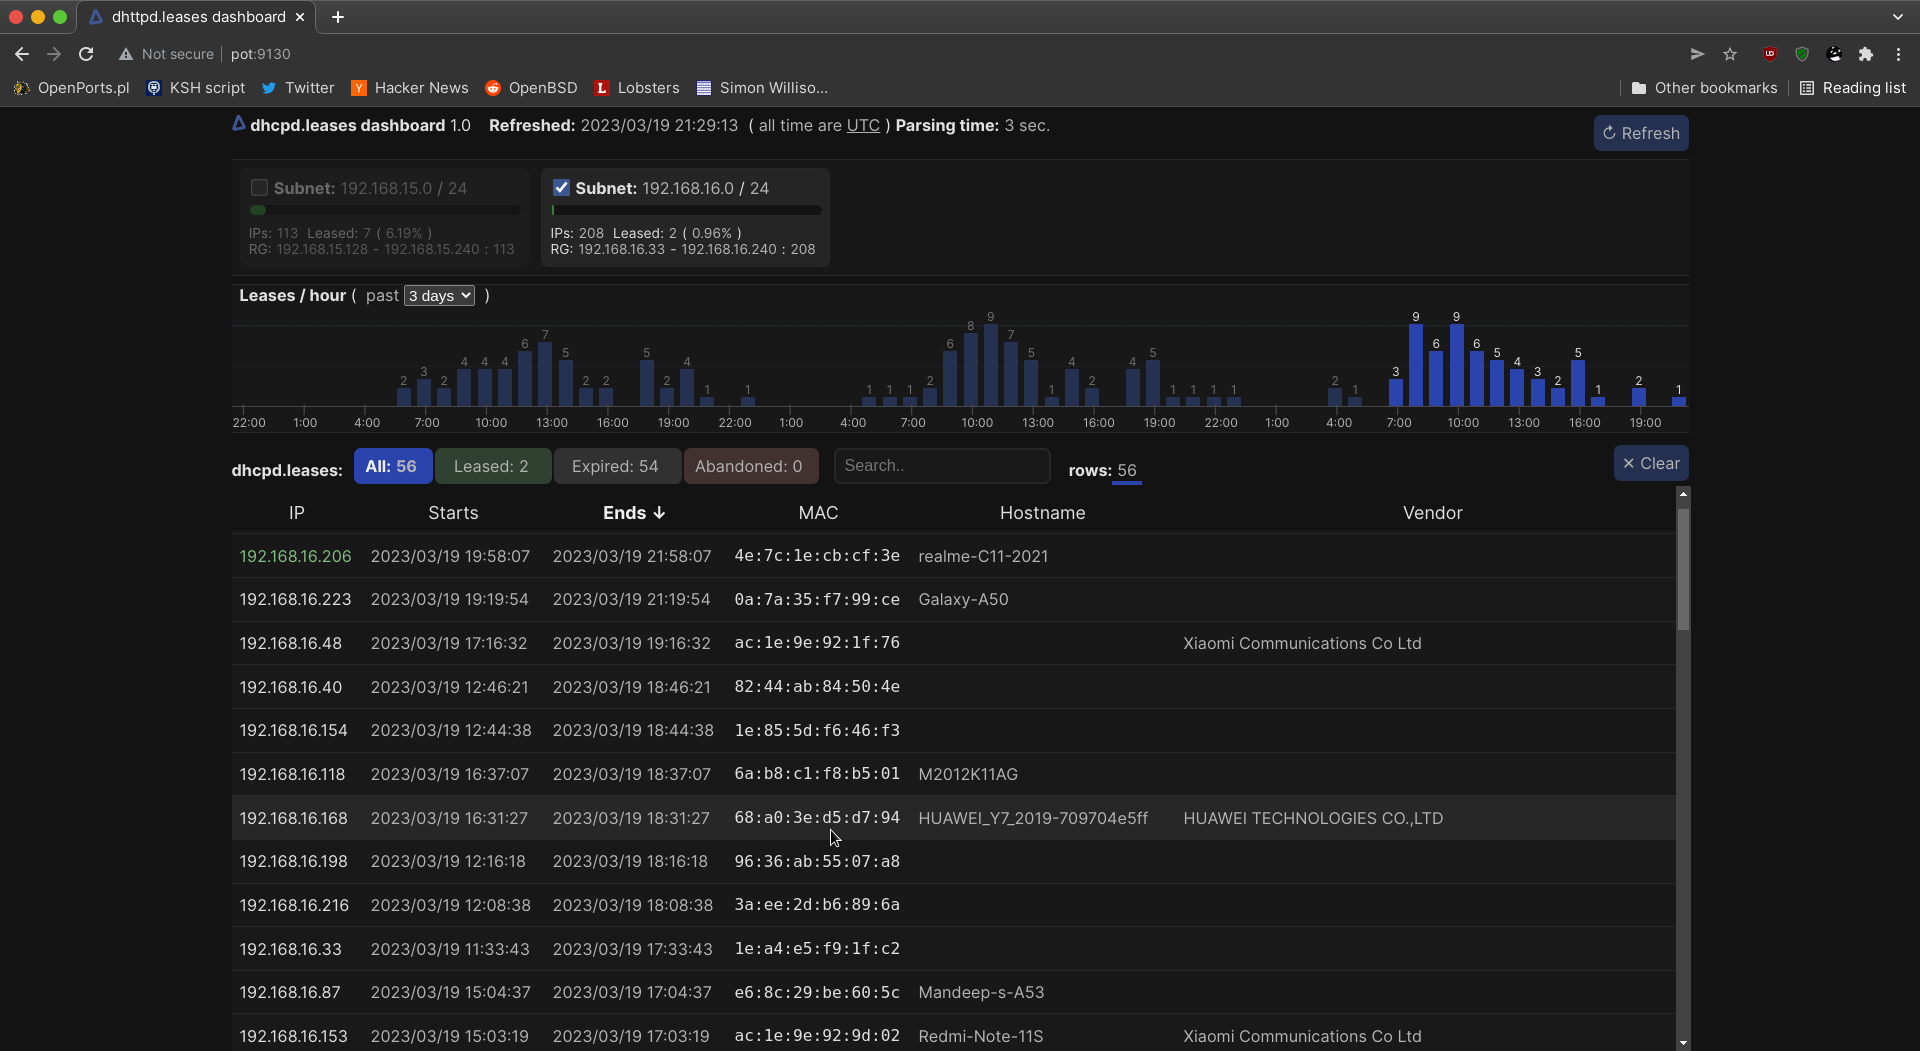 dhttpd.leases dashboard
Not secure pot:9130
OpenPorts.pl KSH script Twitter Hacker News OpenBSD Lobsters Simon Williso... Other bookmarks Reading list
dhcpd.leases dashboard 1.0 Refreshed: 2023/03/19 21:29:13 ( all time are UTC ) Parsing time: 3 sec. Refresh
Subnet: 192.168.15.0 / 24
IPs: 113 Leased: 7 ( 6.19% )
RG: 192.168.15.128 - 192.168.15.240 : 113
Subnet: 192.168.16.0 / 24
IPs: 208 Leased: 2 ( 0.96% )
RG: 192.168.16.33 - 192.168.16.240 : 208
Leases / hour ( past 3 days )
2 3 2 4 4 4 6 7 5 2 2 5 2 4 1 1 1 1 1 2 6 8 9 7 5 1 4 2 4 5 1 1 1 1 2 1 3 9 6 9 6 5 4 3 2 5 1 2 1
22:00 1:00 4:00 7:00 10:00 13:00 16:00 19:00 22:00 1:00 4:00 7:00 10:00 13:00 16:00 19:00 22:00 1:00 4:00 7:00 10:00 13:00 16:00 19:00
dhcpd.leases: All: 56 Leased: 2 Expired: 54 Abandoned: 0 Search.. rows: 56 Clear
IP Starts Ends MAC Hostname Vendor
192.168.16.206 2023/03/19 19:58:07 2023/03/19 21:58:07 4e:7c:1e:cb:cf:3e realme-C11-2021
192.168.16.223 2023/03/19 19:19:54 2023/03/19 21:19:54 0a:7a:35:f7:99:ce Galaxy-A50
192.168.16.48 2023/03/19 17:16:32 2023/03/19 19:16:32 ac:1e:9e:92:1f:76 Xiaomi Communications Co Ltd
192.168.16.40 2023/03/19 12:46:21 2023/03/19 18:46:21 82:44:ab:84:50:4e
192.168.16.154 2023/03/19 12:44:38 2023/03/19 18:44:38 1e:85:5d:f6:46:f3
192.168.16.118 2023/03/19 16:37:07 2023/03/19 18:37:07 6a:b8:c1:f8:b5:01 M2012K11AG
192.168.16.168 2023/03/19 16:31:27 2023/03/19 18:31:27 68:a0:3e:d5:d7:94 HUAWEI_Y7_2019-709704e5ff HUAWEI TECHNOLOGIES CO.,LTD
192.168.16.198 2023/03/19 12:16:18 2023/03/19 18:16:18 96:36:ab:55:07:a8
192.168.16.216 2023/03/19 12:08:38 2023/03/19 18:08:38 3a:ee:2d:b6:89:6a
192.168.16.33 2023/03/19 11:33:43 2023/03/19 17:33:43 1e:a4:e5:f9:1f:c2
192.168.16.87 2023/03/19 15:04:37 2023/03/19 17:04:37 e6:8c:29:be:60:5c Mandeep-s-A53
192.168.16.153 2023/03/19 15:03:19 2023/03/19 17:03:19 ac:1e:9e:92:9d:02 Redmi-Note-11S Xiaomi Communications Co Ltd